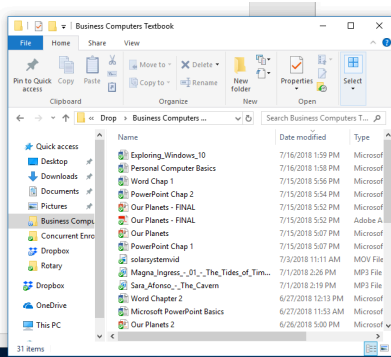 Business Computers Textbook
File Home Share View
Pin to Quick access Copy Paste Move to Copy to Delete Rename New folder Properties Open Select
Clipboard Organize New Open
« Drop › Business Computers ... Search Business Computers T...
Name Date modified Type
Quick access
Desktop
Downloads
Documents
Pictures
Business Compu
Concurrent Enro
Dropbox
Rotary
Dropbox
OneDrive
This PC
Exploring_Windows_10 7/16/2018 1:59 PM Microsof
Personal Computer Basics 7/16/2018 1:58 PM Microsof
Word Chap 1 7/15/2018 5:56 PM Microsof
PowerPoint Chap 2 7/15/2018 5:54 PM Microsof
Our Planets - FINAL 7/15/2018 5:52 PM Microsof
Our Planets - FINAL 7/15/2018 5:52 PM Adobe A
Our Planets 7/15/2018 5:07 PM Microsof
PowerPoint Chap 1 7/15/2018 5:07 PM Microsof
solarsystemvid 7/3/2018 11:11 AM MOV File
Magna_Ingress_-_01_-_The_Tides_of_Tim... 7/1/2018 2:26 PM MP3 File
Sara_Afonso_-_The_Cavern 7/1/2018 2:19 PM MP3 File
Word Chapter 2 6/27/2018 12:13 PM Microsof
Microsoft PowerPoint Basics 6/27/2018 11:53 AM Microsof
Our Planets 2 6/26/2018 5:00 PM Microsof
31 items